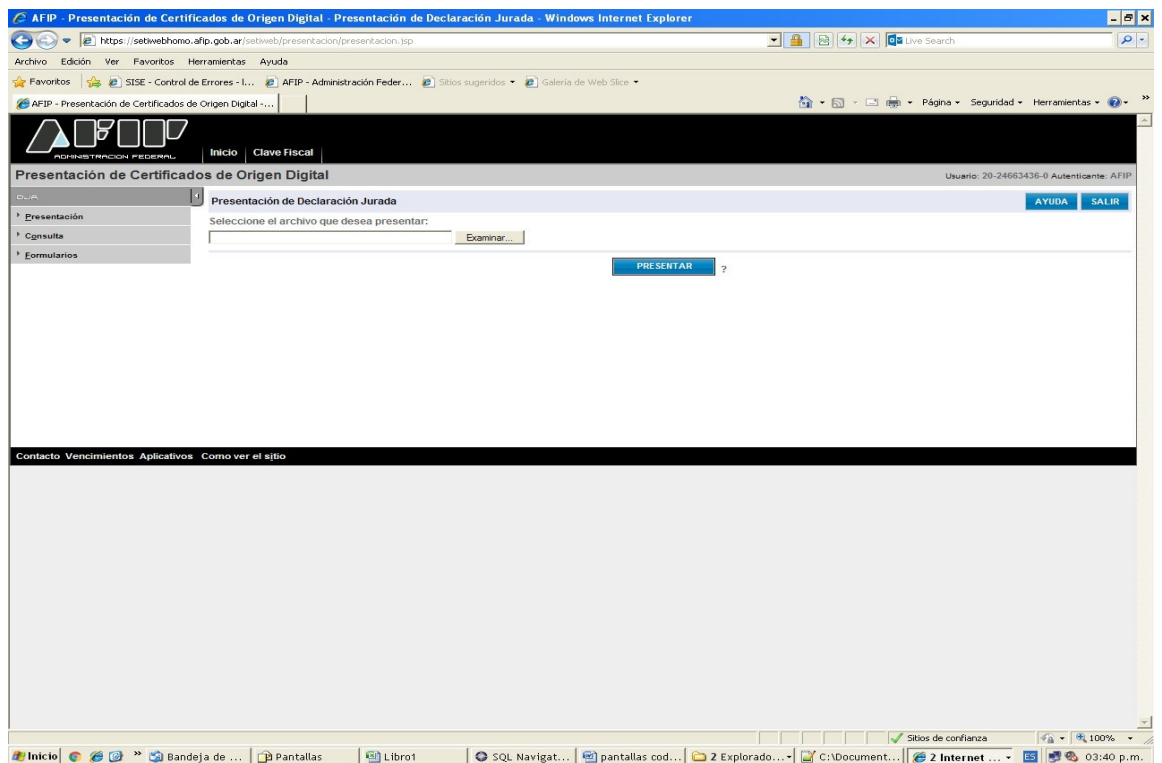 AFIP - Presentación de Certificados de Origen Digital - Presentación de Declaración Jurada - Windows Internet Explorer
https://setiwebhomo.afip.gob.ar/setiweb/presentacion/presentacion.jsp
Live Search
Archivo Edición Ver Favoritos Herramientas Ayuda
Favoritos SISE - Control de Errores - I... AFIP - Administración Feder... Sitios sugeridos Galería de Web Slice
AFIP - Presentación de Certificados de Origen Digital -... Página Seguridad Herramientas
AFIP
ADMINISTRACION FEDERAL
Inicio Clave Fiscal
Presentación de Certificados de Origen Digital Usuario: 20-24663436-0 Autenticante: AFIP
DJR
Presentación de Declaración Jurada AYUDA SALIR
Presentación
Seleccione el archivo que desea presentar:
Consulta
Examinar...
Formularios
PRESENTAR ?
Contacto Vencimientos Aplicativos Como ver el sitio
Sitios de confianza 100%
Inicio Bandeja de ... Pantallas Libro1 SQL Navigat... pantallas cod... 2 Explorado... C:\Document... 2 Internet ... ES 03:40 p.m.